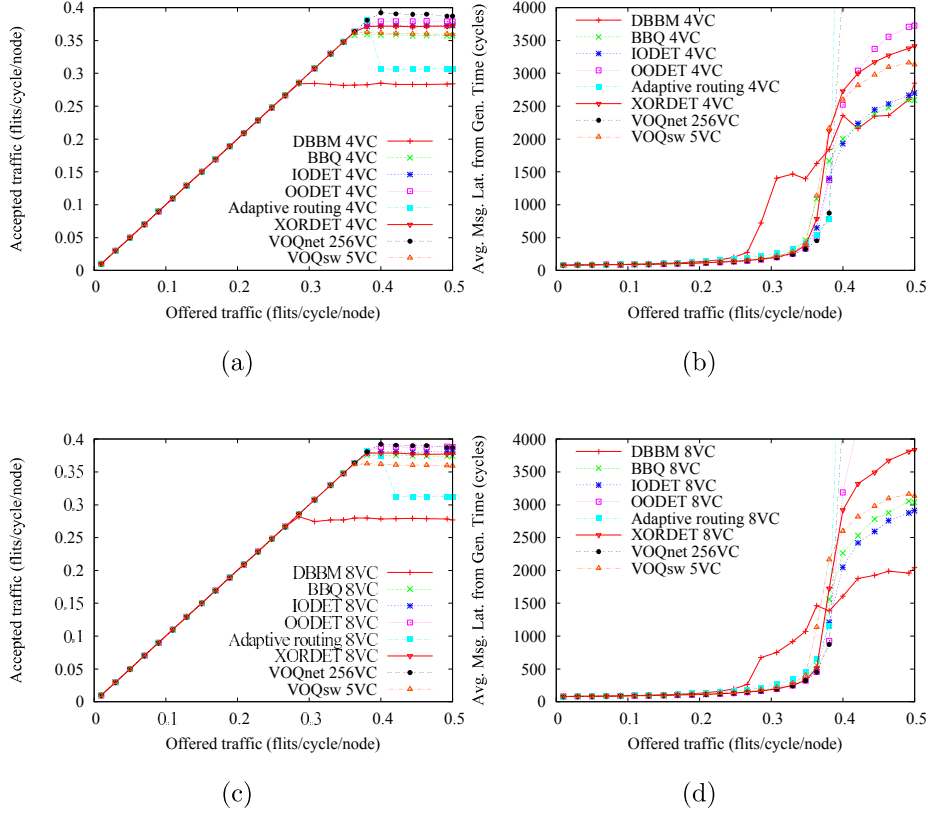 Accepted traffic (flits/cycle/node)
0.4
0.35
0.3
0.25
0.2
0.15
0.1
0.05
0
0
0.1
0.2
0.3
0.4
0.5
Offered traffic (flits/cycle/node)
DBBM 4VC
BBQ 4VC
IODET 4VC
OODET 4VC
Adaptive routing 4VC
XORDET 4VC
VOQnet 256VC
VOQsw 5VC
(a)
Avg. Msg. Lat. from Gen. Time (cycles)
4000
3500
3000
2500
2000
1500
1000
500
0
0
0.1
0.2
0.3
0.4
0.5
Offered traffic (flits/cycle/node)
DBBM 4VC
BBQ 4VC
IODET 4VC
OODET 4VC
Adaptive routing 4VC
XORDET 4VC
VOQnet 256VC
VOQsw 5VC
(b)
Accepted traffic (flits/cycle/node)
0.4
0.35
0.3
0.25
0.2
0.15
0.1
0.05
0
0
0.1
0.2
0.3
0.4
0.5
Offered traffic (flits/cycle/node)
DBBM 8VC
BBQ 8VC
IODET 8VC
OODET 8VC
Adaptive routing 8VC
XORDET 8VC
VOQnet 256VC
VOQsw 5VC
(c)
Avg. Msg. Lat. from Gen. Time (cycles)
4000
3500
3000
2500
2000
1500
1000
500
0
0
0.1
0.2
0.3
0.4
0.5
Offered traffic (flits/cycle/node)
DBBM 8VC
BBQ 8VC
IODET 8VC
OODET 8VC
Adaptive routing 8VC
XORDET 8VC
VOQnet 256VC
VOQsw 5VC
(d)